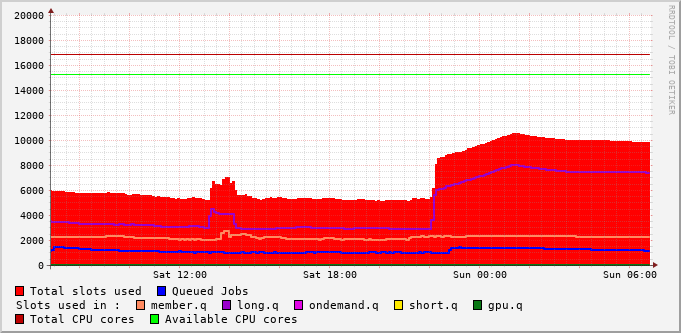 20000
18000
16000
14000
12000
10000
8000
6000
4000
2000
0
Sat 12:00 Sat 18:00 Sun 00:00 Sun 06:00
RRDTOOL / TOBI OETIKER
Total slots used Queued Jobs
Slots used in : member.q long.q ondemand.q short.q gpu.q
Total CPU cores Available CPU cores